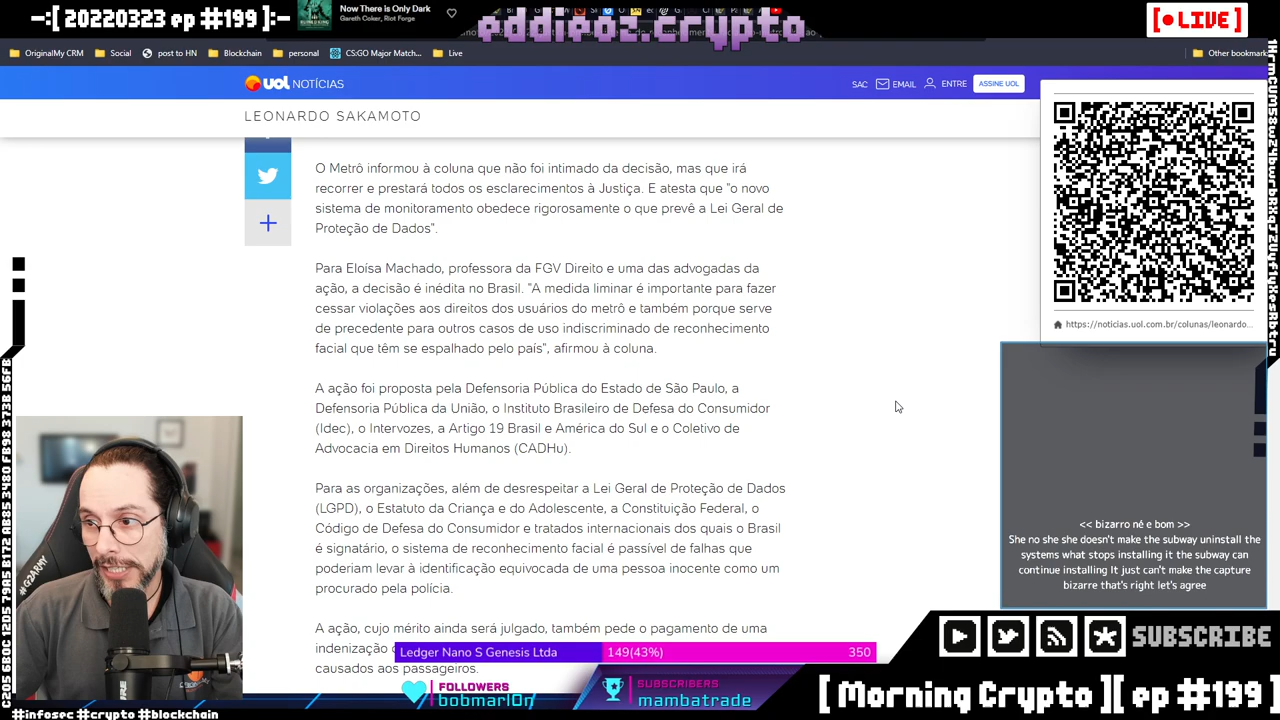 -:[ 20220323 ep #199 ]:-
Now There is Only Dark
Gareth Coker, Riot Forge
eddieoz.crypto
[•LIVE]
OriginalMy CRM
Social
post to HN
Blockchain
personal
CS:GO Major Match...
Live
Other bookmark
UOL NOTÍCIAS
SAC
EMAIL
ENTRE
ASSINE UOL
LEONARDO SAKAMOTO
O Metrô informou à coluna que não foi intimado da decisão, mas que irá
recorrer e prestará todos os esclarecimentos à Justiça. E atesta que "o novo
sistema de monitoramento obedece rigorosamente o que prevê a Lei Geral de
Proteção de Dados".
Para Eloísa Machado, professora da FGV Direito e uma das advogadas da
ação, a decisão é inédita no Brasil. "A medida liminar é importante para fazer
cessar violações aos direitos dos usuários do metrô e também porque serve
de precedente para outros casos de uso indiscriminado de reconhecimento
facial que têm se espalhado pelo país", afirmou à coluna.
A ação foi proposta pela Defensoria Pública do Estado de São Paulo, a
Defensoria Pública da União, o Instituto Brasileiro de Defesa do Consumidor
(Idec), o Intervozes, a Artigo 19 Brasil e América do Sul e o Coletivo de
Advocacia em Direitos Humanos (CADHu).
Para as organizações, além de desrespeitar a Lei Geral de Proteção de Dados
(LGPD), o Estatuto da Criança e do Adolescente, a Constituição Federal, o
Código de Defesa do Consumidor e tratados internacionais dos quais o Brasil
é signatário, o sistema de reconhecimento facial é passível de falhas que
poderiam levar à identificação equivocada de uma pessoa inocente como um
procurado pela polícia.
A ação, cujo mérito ainda será julgado, também pede o pagamento de uma
indenização
causados aos passageiros.
https://noticias.uol.com.br/colunas/leonardo...
<< bizarro né e bom >>
She no she she doesn't make the subway uninstall the
systems what stops installing it the subway can
continue installing It just can't make the capture
bizarre that's right let's agree
Ledger Nano S Genesis Ltda
149(43%)
350
FOLLOWERS
bobmarl0n
SUBSCRIBERS
mambatrade
SUBSCRIBE
[ Morning Crypto ][ ep #199 ]
#infosec #crypto #blockchain